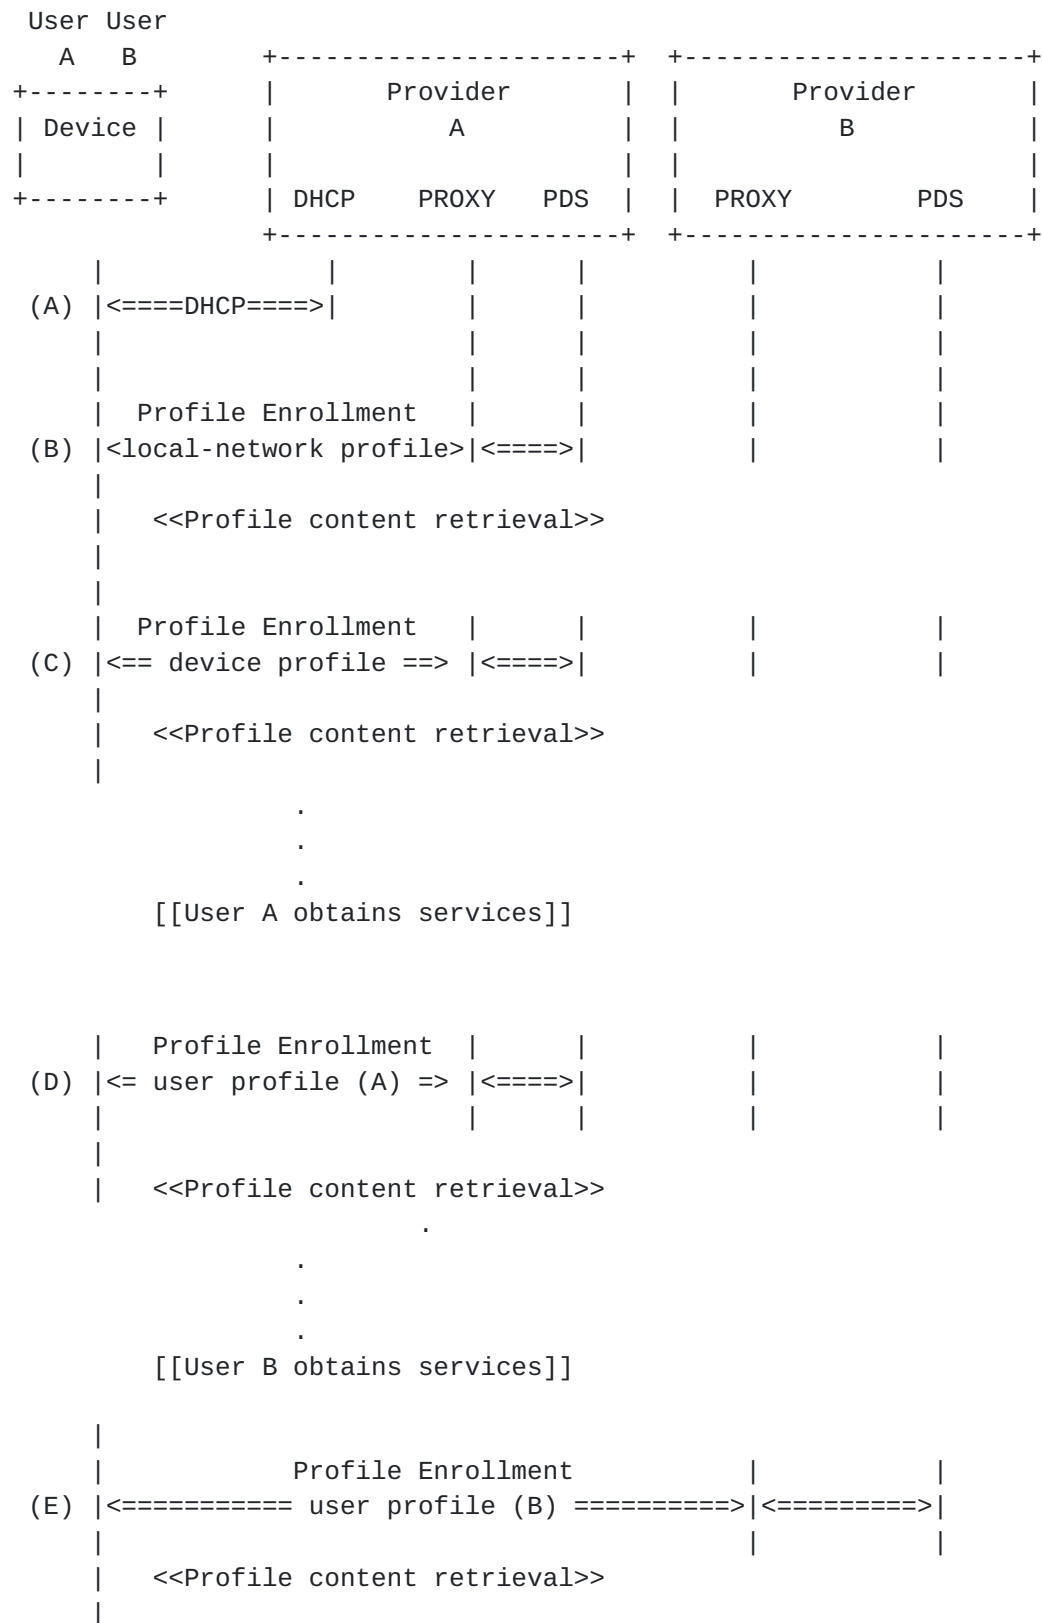 User User
   A   B        +----------------------+  +-----------------------+
+--------+      |       Provider       |  |       Provider        |
| Device |      |           A          |  |          B            |
|        |      |                      |  |                       |
+--------+      | DHCP    PROXY   PDS  |  |  PROXY        PDS     |
                +----------------------+  +-----------------------+
     |              |        |      |          |           |
 (A) |<====DHCP====>|        |      |          |           |
     |                       |      |          |           |
     |                       |      |          |           |
     |  Profile Enrollment   |      |          |           |
 (B) |<local-network profile>|<====>|          |           |
     |
     |   <<Profile content retrieval>>
     |
     |
     |  Profile Enrollment   |      |          |           |
 (C) |<== device profile ==> |<====>|          |           |
     |
     |   <<Profile content retrieval>>
     |
                  .
                  .
                  .
         [[User A obtains services]]
     |   Profile Enrollment  |      |          |           |
 (D) |<= user profile (A) => |<====>|          |           |
     |                       |      |          |           |
     |
     |   <<Profile content retrieval>>
                          .
                  .
                  .
                  .
         [[User B obtains services]]
     |
     |            Profile Enrollment           |           |
 (E) |<=========== user profile (B) ==========>|<=========>|
     |                                         |           |
     |   <<Profile content retrieval>>
     |